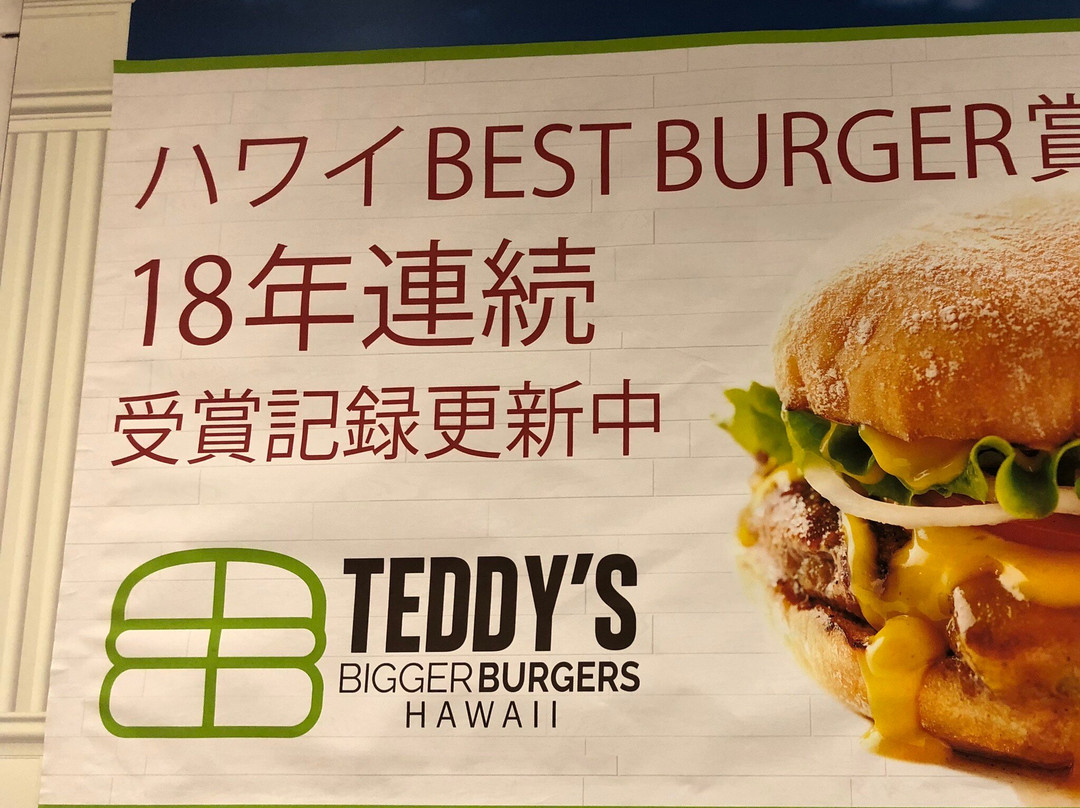 ハワイ BEST BURGER 賞
18年連続
受賞記録更新中
TEDDY'S
BIGGER BURGERS
HAWAII